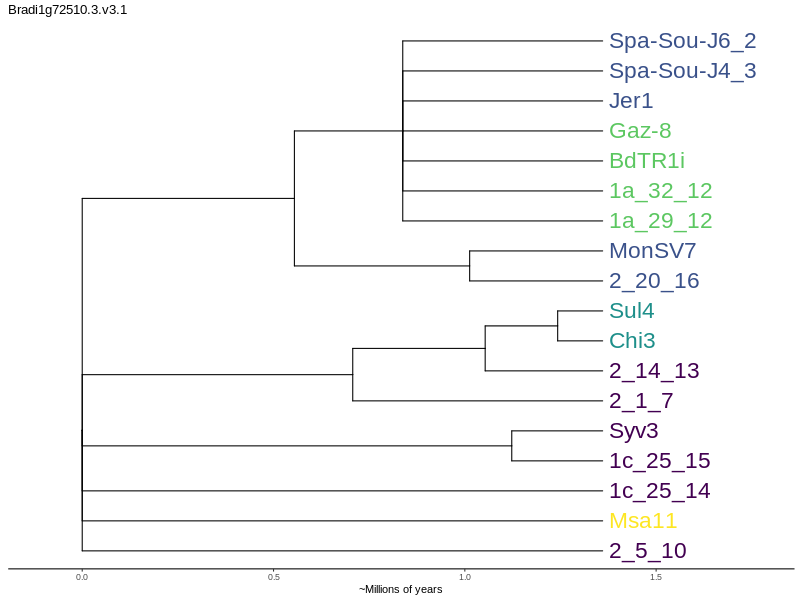 Bradi1g72510.3.v3.1
Spa-Sou-J6_2
Spa-Sou-J4_3
Jer1
Gaz-8
BdTR1i
1a_32_12
1a_29_12
MonSV7
2_20_16
Sul4
Chi3
2_14_13
2_1_7
Syv3
1c_25_15
1c_25_14
Msa11
2_5_10
0.0 0.5 1.0 1.5
~Millions of years